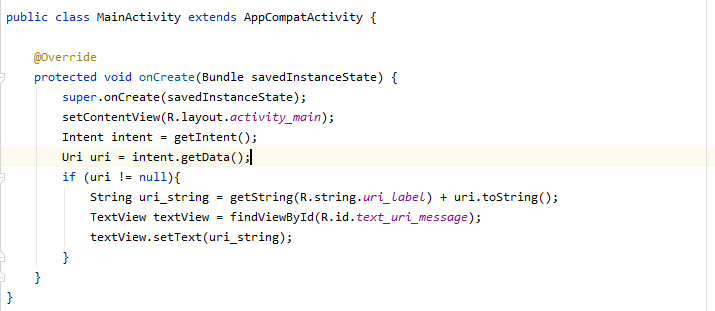 public class MainActivity extends AppCompatActivity {
@Override
protected void onCreate(Bundle savedInstanceState) {
super.onCreate(savedInstanceState);
setContentView(R.layout.activity_main);
Intent intent = getIntent();
Uri uri = intent.getData();
if (uri != null){
String uri_string = getString(R.string.uri_label) + uri.toString();
TextView textView = findViewById(R.id.text_uri_message);
textView.setText(uri_string);
}
}
}